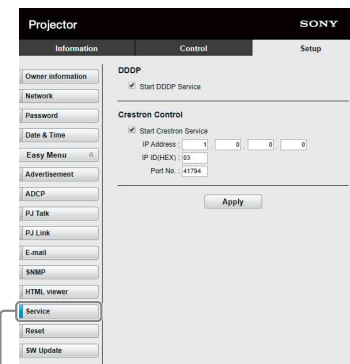 Projector
SONY
Information
Control
Setup
Owner information
Network
Password
Date & Time
Easy Menu
Advertisement
ADCP
PJ Talk
PJ Link
E-mail
SNMP
HTML viewer
Service
Reset
SW Update
DDDP
Start DDDP Service
Crestron Control
Start Crestron Service
IP Address : 1 . 0 . 0 . 0
IP ID(HEX) : 03
Port No. : 41794
Apply